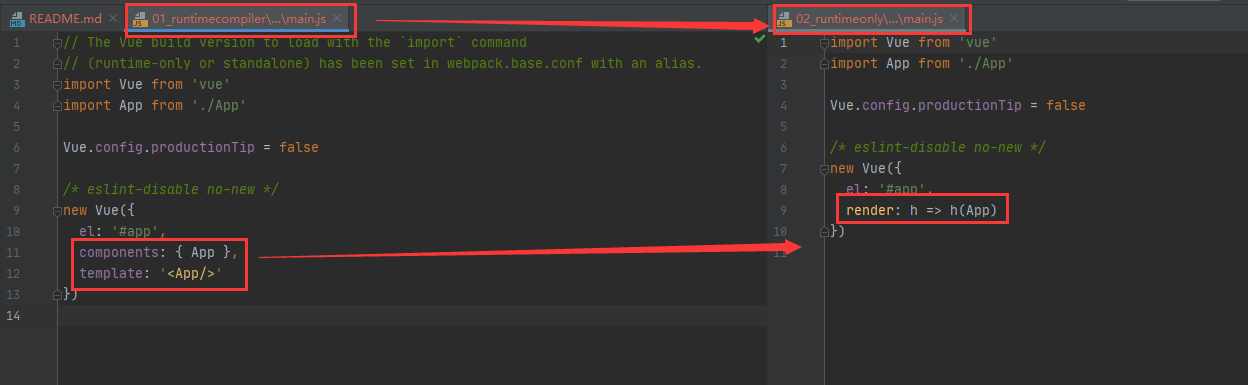 README.md
01_runtimecompiler\...\main.js
02_runtimeonly\...\main.js
1 // The Vue build version to load with the `import` command
2 // (runtime-only or standalone) has been set in webpack.base.conf with an alias.
3 import Vue from 'vue'
4 import App from './App'
5
6 Vue.config.productionTip = false
7
8 /* eslint-disable no-new */
9 new Vue({
10 el: '#app',
11 components: { App },
12 template: '<App/>'
13 })
14
1 import Vue from 'vue'
2 import App from './App'
3
4 Vue.config.productionTip = false
5
6 /* eslint-disable no-new */
7 new Vue({
8 el: '#app',
9 render: h => h(App)
10 })
11